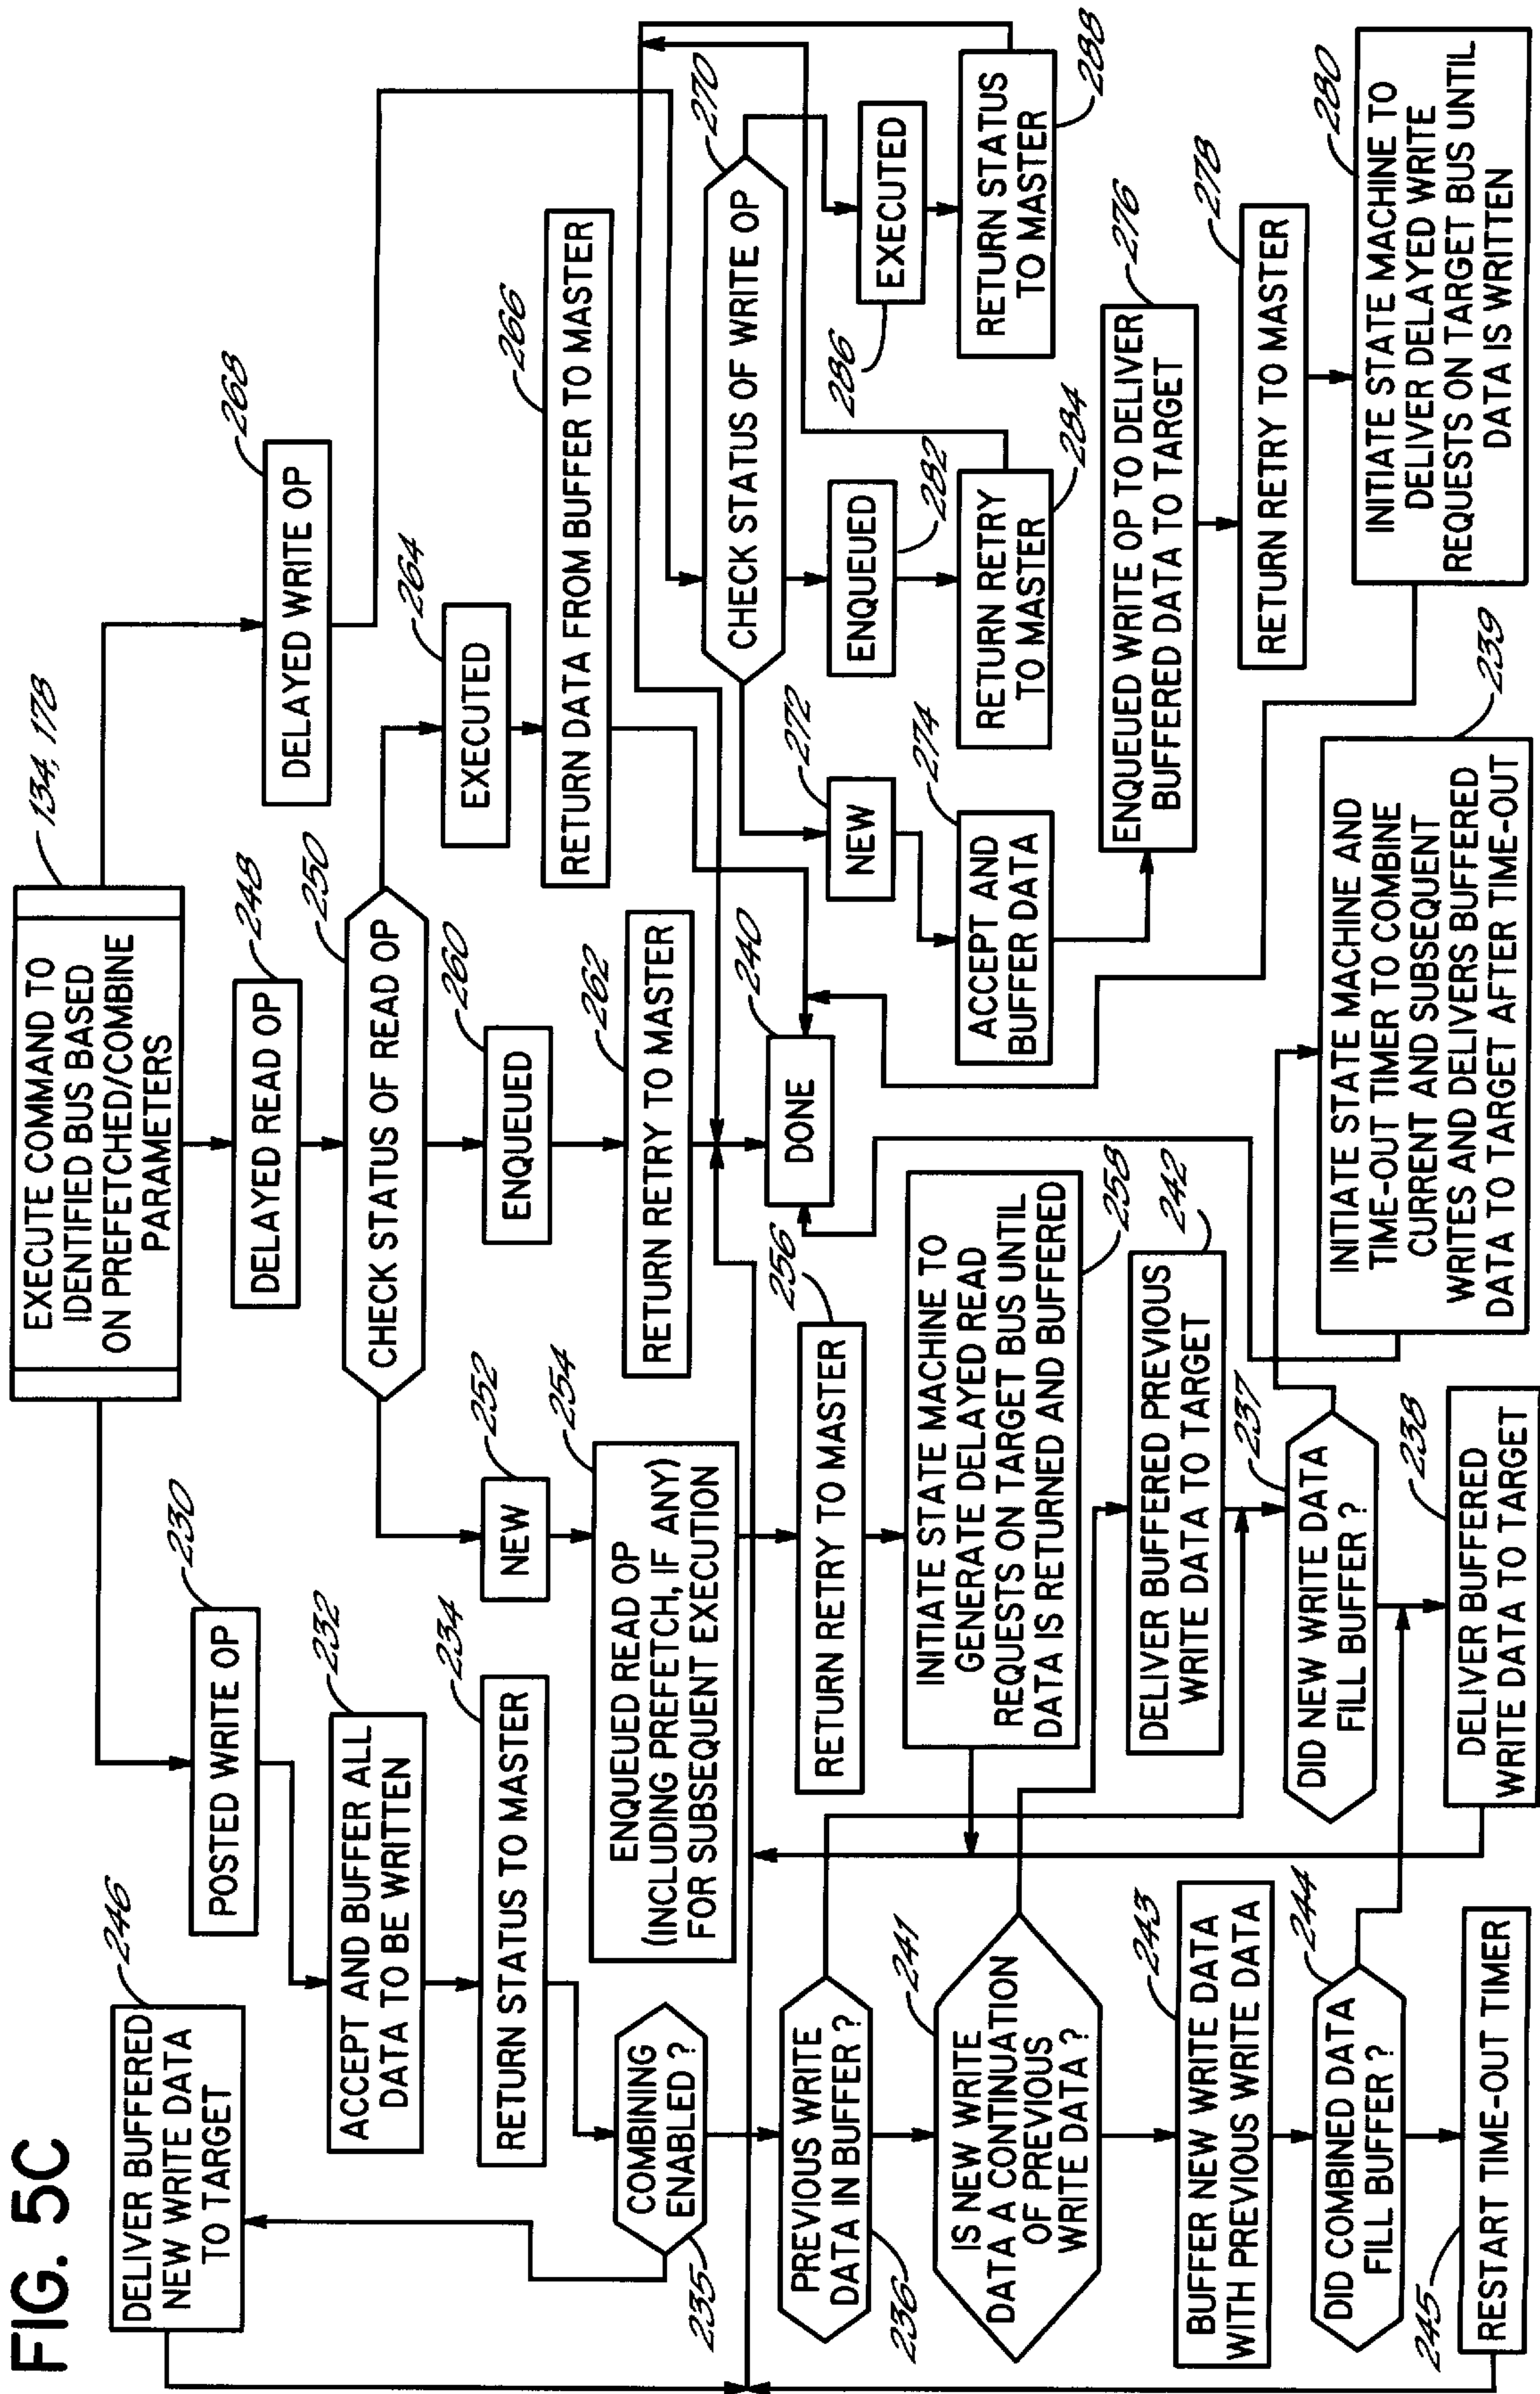 FIG. 5C
EXECUTE COMMAND TO
IDENTIFIED BUS BASED
ON PREFETCHED/COMBINE
PARAMETERS
134, 178
DELIVER BUFFERED
NEW WRITE DATA
TO TARGET
246
POSTED WRITE OP
230
ACCEPT AND BUFFER ALL
DATA TO BE WRITTEN
232
RETURN STATUS TO MASTER
234
COMBINING
ENABLED ?
235
PREVIOUS WRITE
DATA IN BUFFER ?
236
IS NEW WRITE
DATA A CONTINUATION
OF PREVIOUS
WRITE DATA ?
241
BUFFER NEW WRITE DATA
WITH PREVIOUS WRITE DATA
243
DID COMBINED DATA
FILL BUFFER ?
244
RESTART TIME-OUT TIMER
245
DELAYED READ OP
248
CHECK STATUS OF READ OP
250
NEW
252
ENQUEUED READ OP
(INCLUDING PREFETCH, IF ANY)
FOR SUBSEQUENT EXECUTION
254
RETURN RETRY TO MASTER
256
INITIATE STATE MACHINE TO
GENERATE DELAYED READ
REQUESTS ON TARGET BUS UNTIL
DATA IS RETURNED AND BUFFERED
258
DELIVER BUFFERED PREVIOUS
WRITE DATA TO TARGET
242
DID NEW WRITE DATA
FILL BUFFER ?
237
DELIVER BUFFERED
WRITE DATA TO TARGET
238
ENQUEUED
260
RETURN RETRY TO MASTER
262
DONE
240
EXECUTED
264
RETURN DATA FROM BUFFER TO MASTER
266
INITIATE STATE MACHINE AND
TIME-OUT TIMER TO COMBINE
CURRENT AND SUBSEQUENT
WRITES AND DELIVERS BUFFERED
DATA TO TARGET AFTER TIME-OUT
239
DELAYED WRITE OP
268
CHECK STATUS OF WRITE OP
270
NEW
272
ACCEPT AND
BUFFER DATA
274
ENQUEUED WRITE OP TO DELIVER
BUFFERED DATA TO TARGET
276
RETURN RETRY TO MASTER
278
INITIATE STATE MACHINE TO
DELIVER DELAYED WRITE
REQUESTS ON TARGET BUS UNTIL
DATA IS WRITTEN
280
ENQUEUED
282
RETURN RETRY
TO MASTER
284
EXECUTED
286
RETURN STATUS
TO MASTER
288